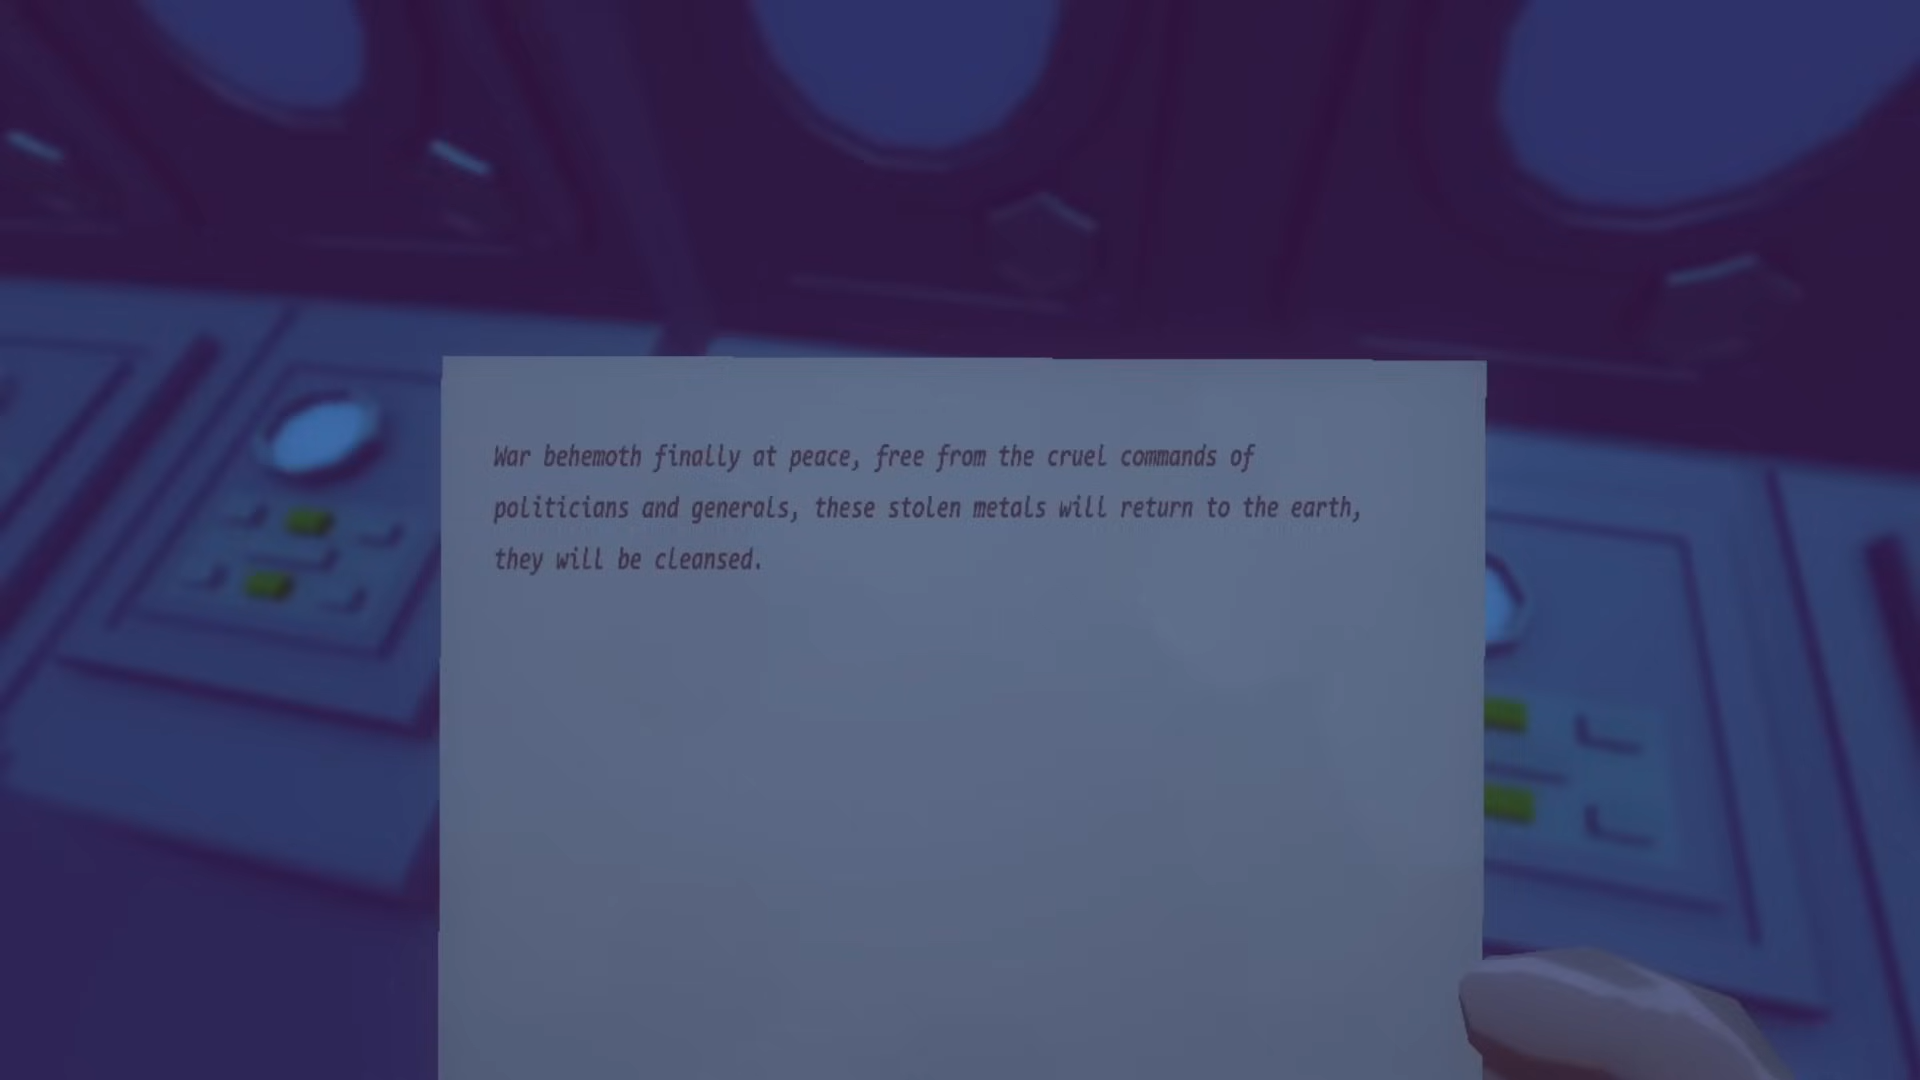 War behemoth finally at peace, free from the cruel commands of
politicians and generals, these stolen metals will return to the earth,
they will be cleansed.